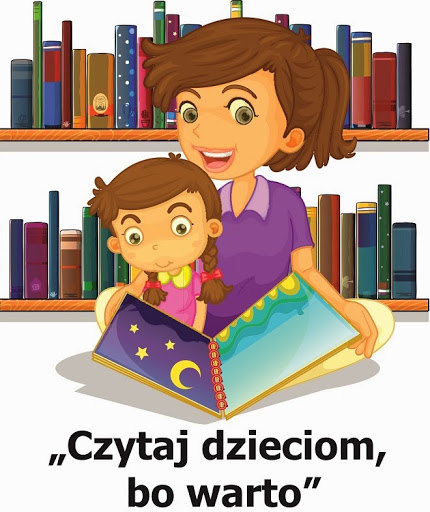 „Czytaj dzieciom,
bo warto”